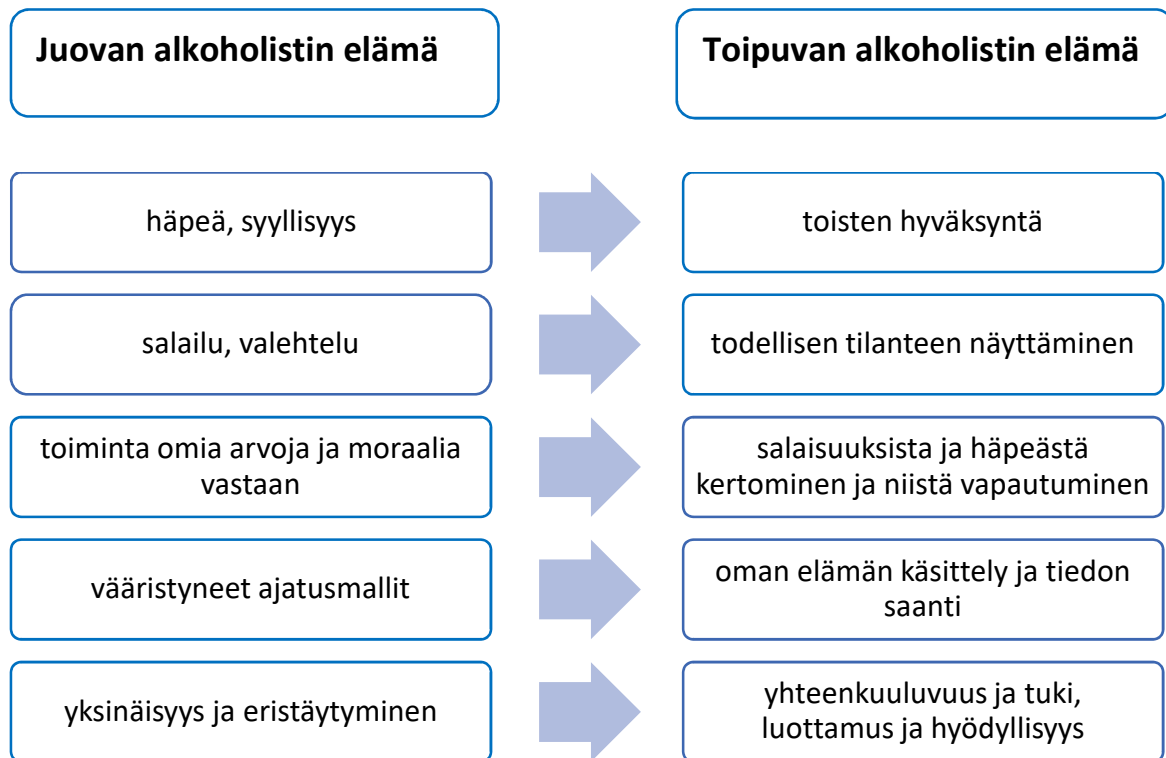 Juovan alkoholistin elämä
Toipuvan alkoholistin elämä
häpeä, syyllisyys
toisten hyväksyntä
salailu, valehtelu
todellisen tilanteen näyttäminen
toiminta omia arvoja ja moraalia
vastaan
salaisuuksista ja häpeästä
kertominen ja niistä vapautuminen
vääristyneet ajatusmallit
oman elämän käsittely ja tiedon
saanti
yksinäisyys ja eristäytyminen
yhteenkuuluvuus ja tuki,
luottamus ja hyödyllisyys